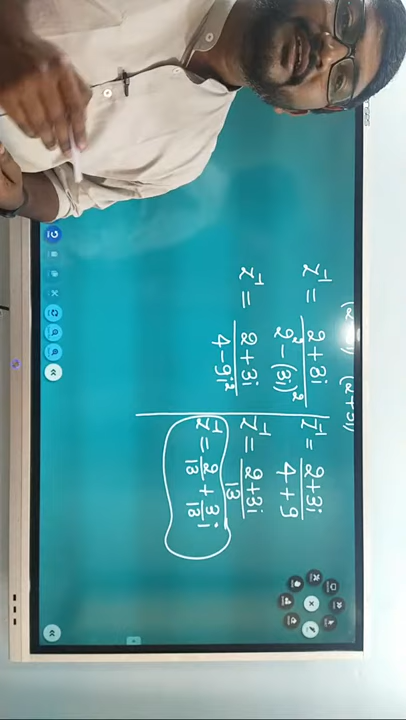 z⁻¹ = (2+3i)/(2² − (3i)²)
z⁻¹ = (2+3i)/(4−9i²)
z⁻¹ = (2+3i)/(4+9)
z⁻¹ = (2+3i)/13
z⁻¹ = 2/13 + 3/13 i